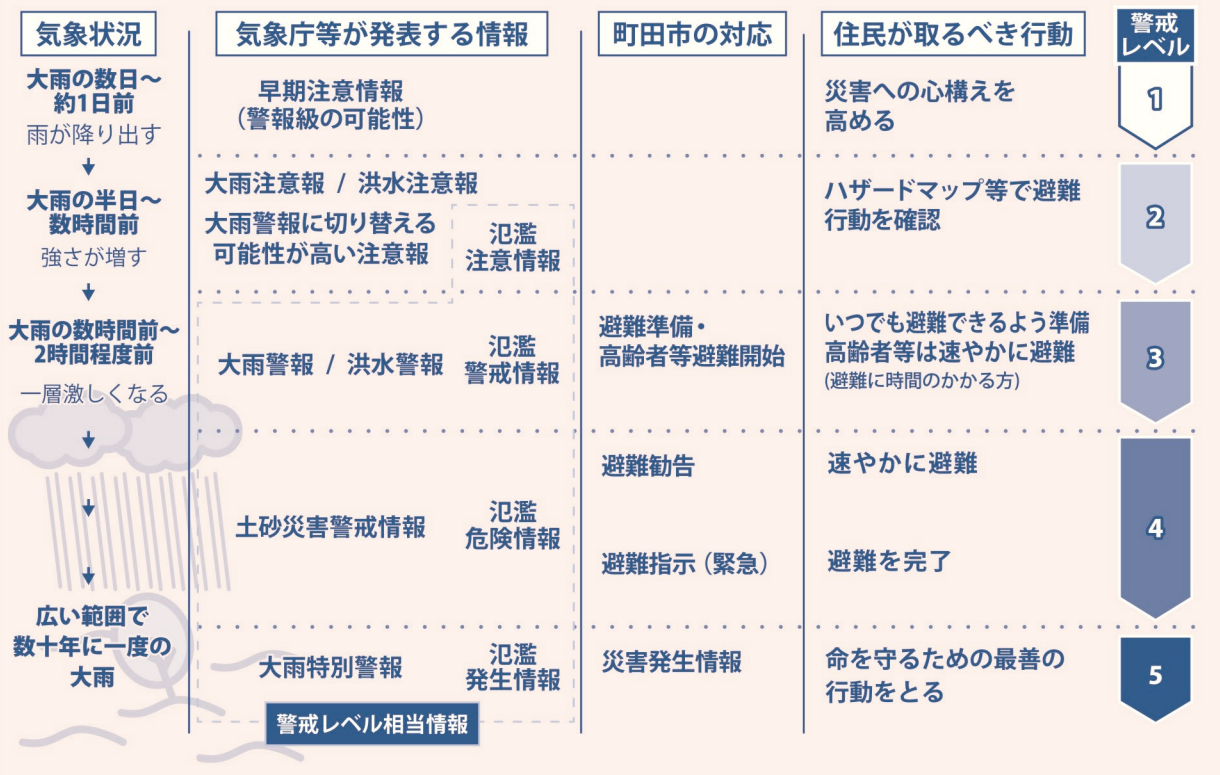 気象状況
気象庁等が発表する情報
町田市の対応
住民が取るべき行動
警戒
レベル
大雨の数日～
約1日前
雨が降り出す
早期注意情報
（警報級の可能性）
災害への心構えを
高める
1
大雨の半日～
数時間前
強さが増す
大雨注意報 / 洪水注意報
大雨警報に切り替える
可能性が高い注意報
氾濫
注意情報
ハザードマップ等で避難
行動を確認
2
大雨の数時間前～
2時間程度前
一層激しくなる
大雨警報 / 洪水警報
氾濫
警戒情報
避難準備・
高齢者等避難開始
いつでも避難できるよう準備
高齢者等は速やかに避難
(避難に時間のかかる方)
3
土砂災害警戒情報
氾濫
危険情報
避難勧告
速やかに避難
避難指示（緊急）
避難を完了
4
広い範囲で
数十年に一度の
大雨
大雨特別警報
氾濫
発生情報
災害発生情報
命を守るための最善の
行動をとる
5
警戒レベル相当情報